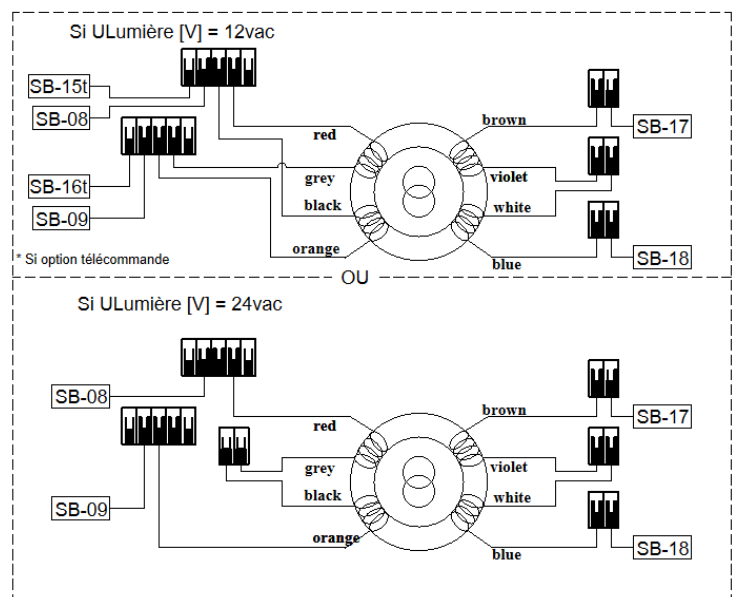 Si ULumière [V] = 12vac
SB-15t
SB-08
SB-16t
SB-09
red
grey
black
orange
brown
violet
white
blue
SB-17
SB-18
* Si option télécommande
OU
Si ULumière [V] = 24vac
SB-08
SB-09
red
grey
black
orange
brown
violet
white
blue
SB-17
SB-18